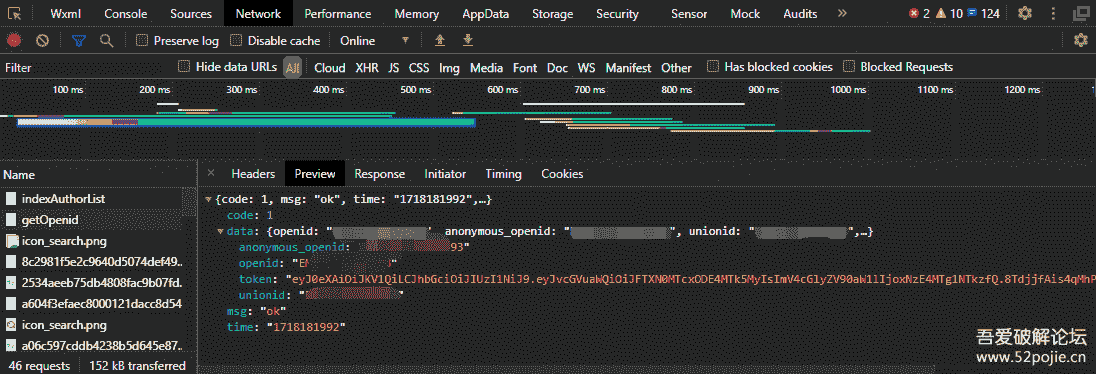 Wxml Console Sources Network Performance Memory AppData Storage Security Sensor Mock Audits » 2 10 124
Preserve log Disable cache Online
Filter Hide data URLs All Cloud XHR JS CSS Img Media Font Doc WS Manifest Other Has blocked cookies Blocked Requests
100 ms 200 ms 300 ms 400 ms 500 ms 600 ms 700 ms 800 ms 900 ms 1000 ms 1100 ms 1200 ms
Name × Headers Preview Response Initiator Timing Cookies
indexAuthorList
getOpenid
icon_search.png
8c2981f5e2c9640d5074def49...
2534aeeb75db4808fac9b07fd...
a604f3efaec8000121dacc8d54
icon_search.png
a06c597cddb4238b5d645e87...
46 requests 152 kB transferred
{code: 1, msg: "ok", time: "1718181992",…}
code: 1
data: {openid: " ", anonymous_openid: " ", unionid: " ",…}
anonymous_openid: 93"
openid: "E "
token: "eyJ0eXAiOiJKV1QiLCJhbGciOiJIUzI1NiJ9.
unionid: " "
msg: "ok"
time: "1718181992"
吾爱破解论坛
www.52pojie.cn